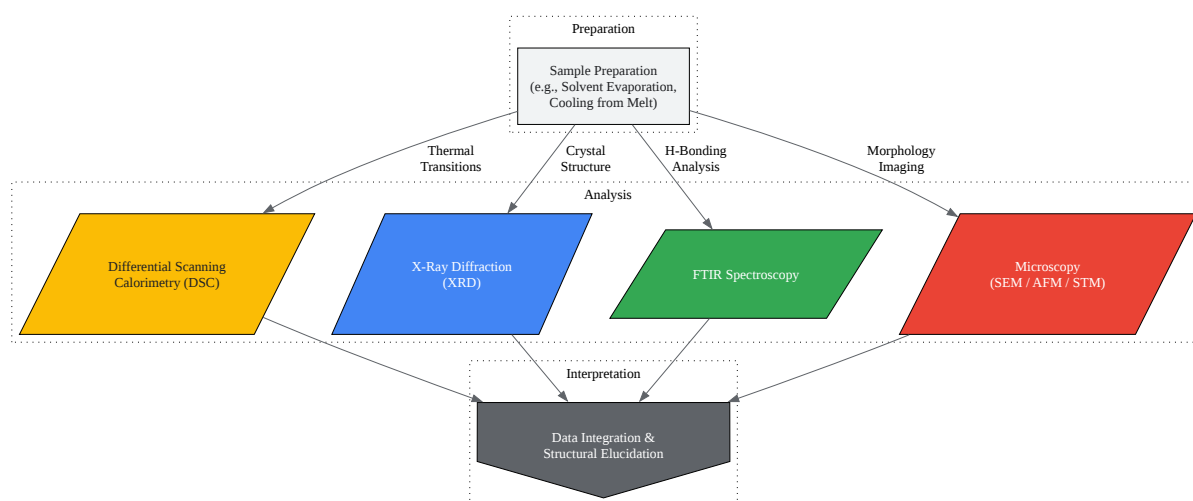 Preparation
Sample Preparation
(e.g., Solvent Evaporation,
Cooling from Melt)
Thermal
Transitions
Crystal
Structure
H-Bonding
Analysis
Morphology
Imaging
Analysis
Differential Scanning
Calorimetry (DSC)
X-Ray Diffraction
(XRD)
FTIR Spectroscopy
Microscopy
(SEM / AFM / STM)
Interpretation
Data Integration &
Structural Elucidation